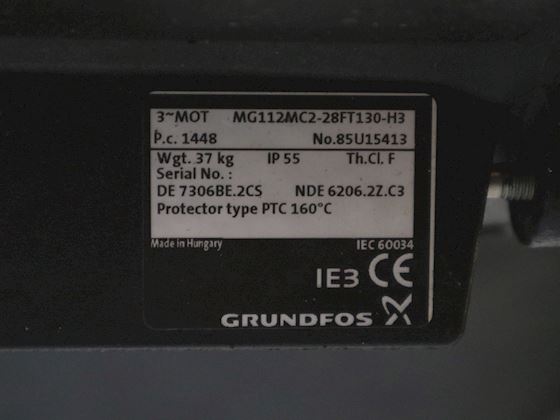 3~MOT MG112MC2-28FT130-H3
P.c. 1448 No.85U15413
Wgt. 37 kg IP 55 Th.Cl. F
Serial No. :
DE 7306BE.2CS NDE 6206.2Z.C3
Protector type PTC 160°C
Made in Hungary IEC 60034
IE3 CE
GRUNDFOS